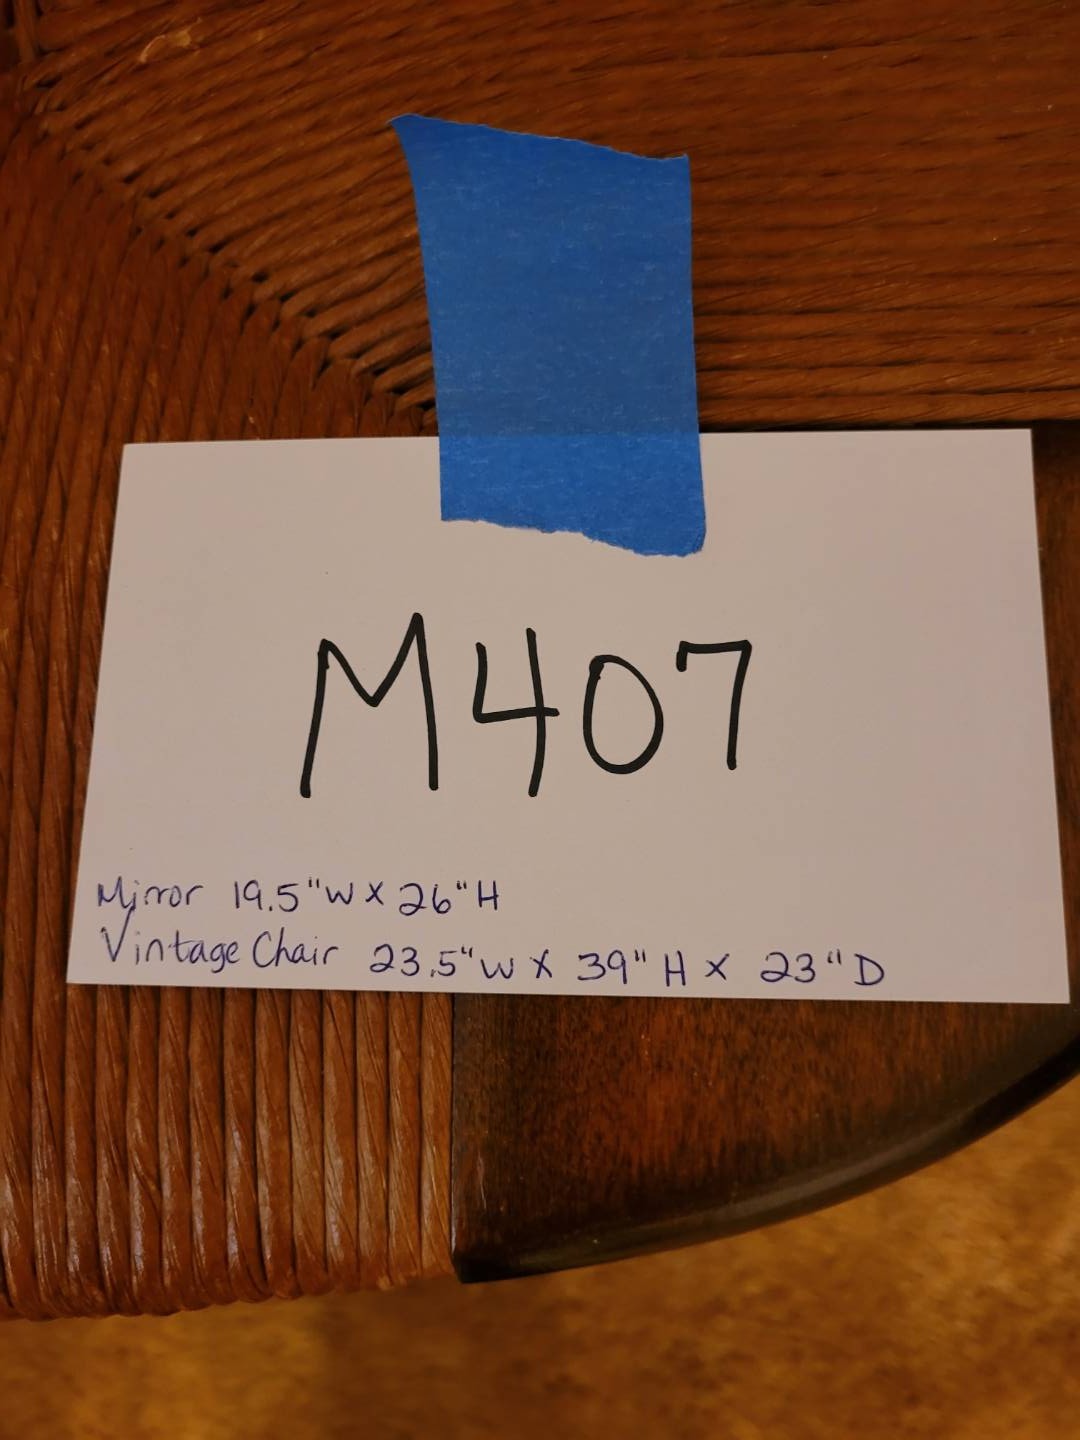 M407
Mirror 19.5"W X 26"H
Vintage Chair 23.5"W X 39"H X 23"D